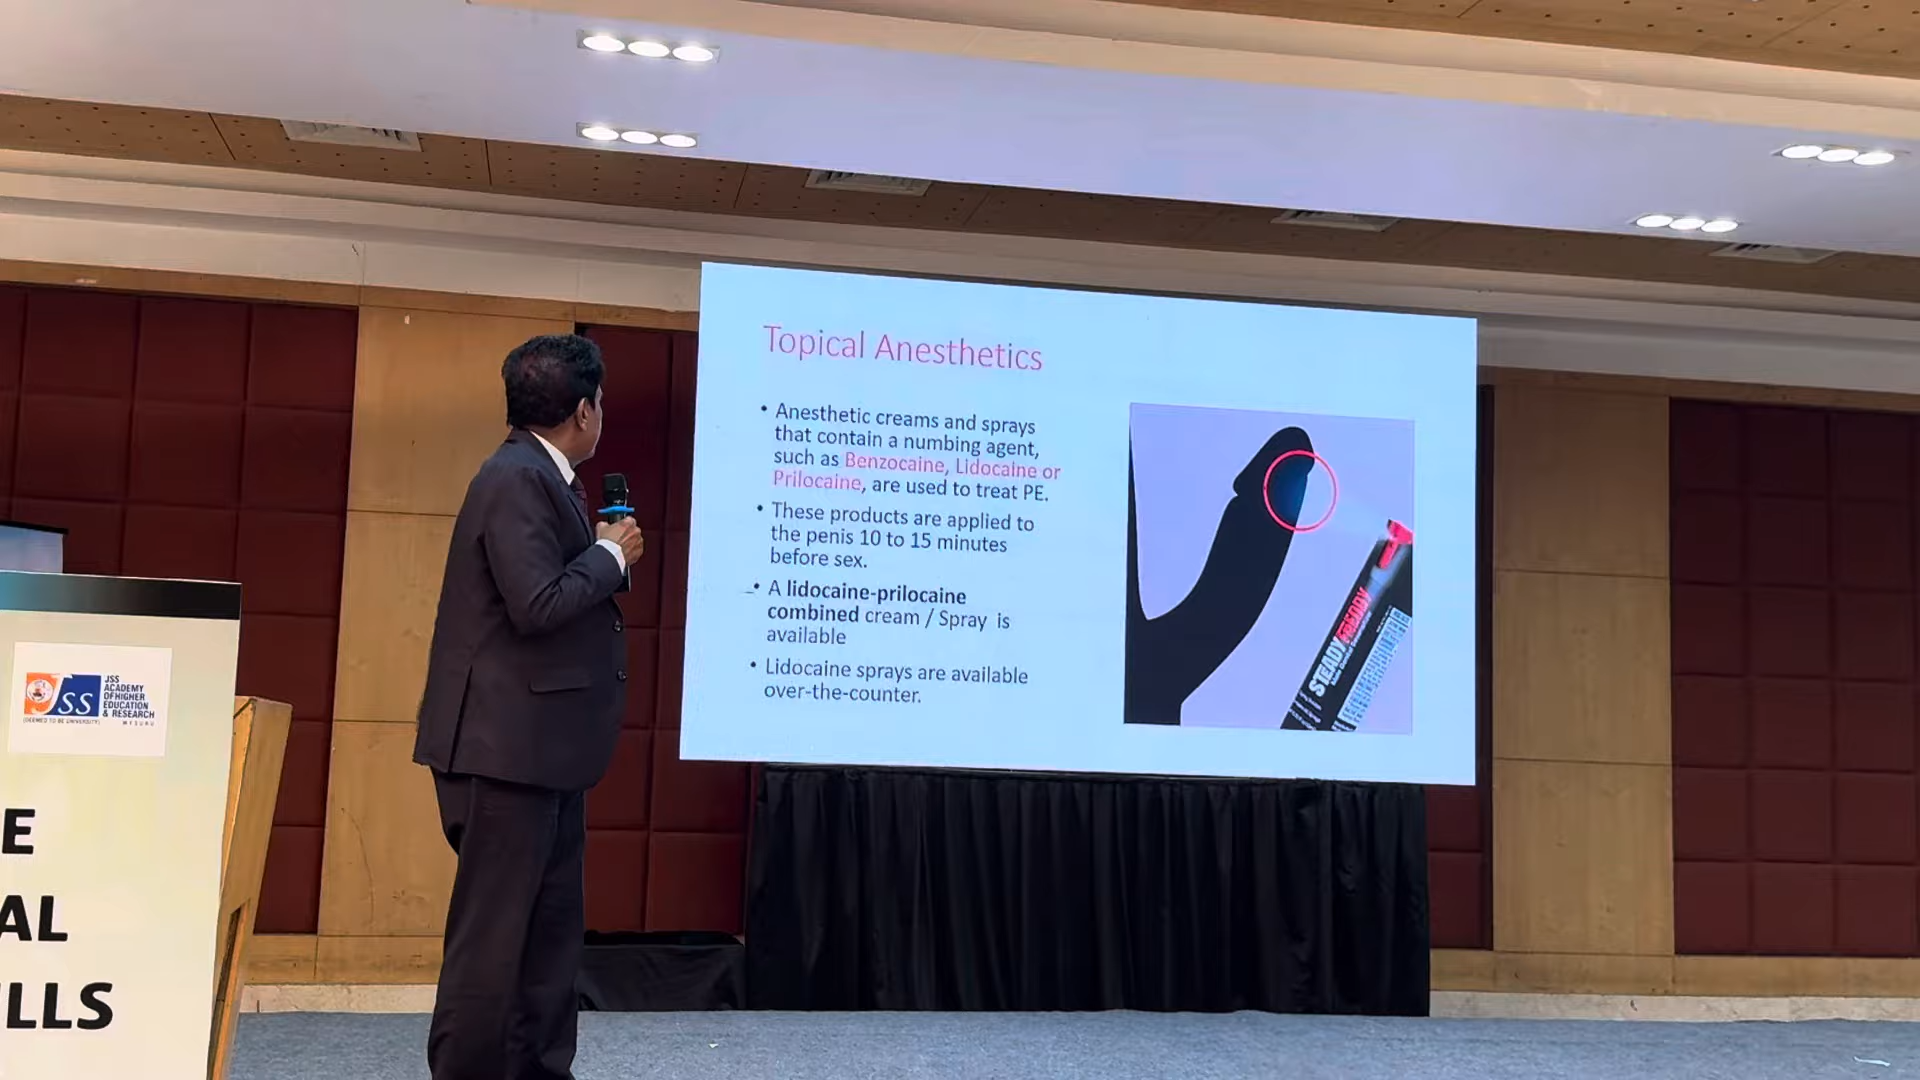 Topical Anesthetics
• Anesthetic creams and sprays
that contain a numbing agent,
such as Benzocaine, Lidocaine or
Prilocaine, are used to treat PE.
• These products are applied to
the penis 10 to 15 minutes
before sex.
• A lidocaine-prilocaine
combined cream / Spray is
available
• Lidocaine sprays are available
over-the-counter.
STEADY
JSS
JSS
ACADEMY
OF HIGHER
EDUCATION
& RESEARCH
MYSURU
(DEEMED TO BE UNIVERSITY)
E
AL
ILLS